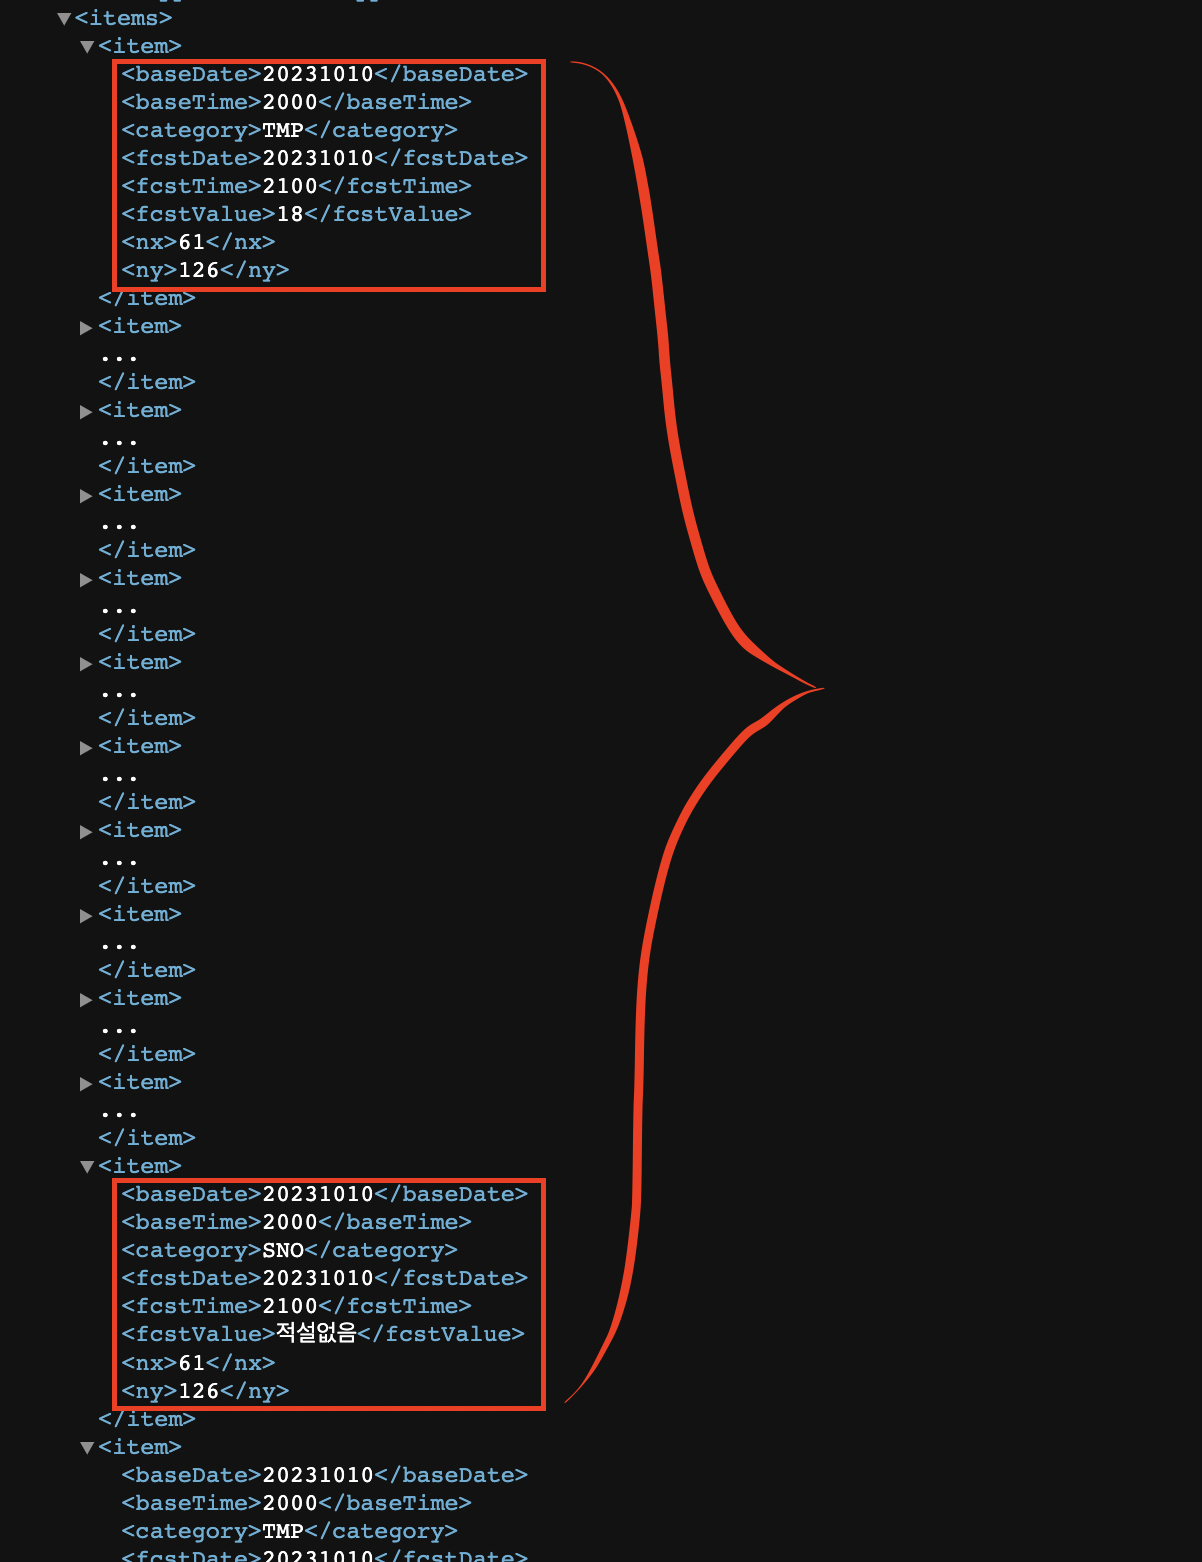 <items>
<item>
<baseDate>20231010</baseDate>
<baseTime>2000</baseTime>
<category>TMP</category>
<fcstDate>20231010</fcstDate>
<fcstTime>2100</fcstTime>
<fcstValue>18</fcstValue>
<nx>61</nx>
<ny>126</ny>
</item>
<item>
...
</item>
<item>
...
</item>
<item>
...
</item>
<item>
...
</item>
<item>
...
</item>
<item>
...
</item>
<item>
...
</item>
<item>
...
</item>
<item>
...
</item>
<item>
...
</item>
<item>
<baseDate>20231010</baseDate>
<baseTime>2000</baseTime>
<category>SNO</category>
<fcstDate>20231010</fcstDate>
<fcstTime>2100</fcstTime>
<fcstValue>적설없음</fcstValue>
<nx>61</nx>
<ny>126</ny>
</item>
<item>
<baseDate>20231010</baseDate>
<baseTime>2000</baseTime>
<category>TMP</category>
<fcstDate>20231010</fcstDate>